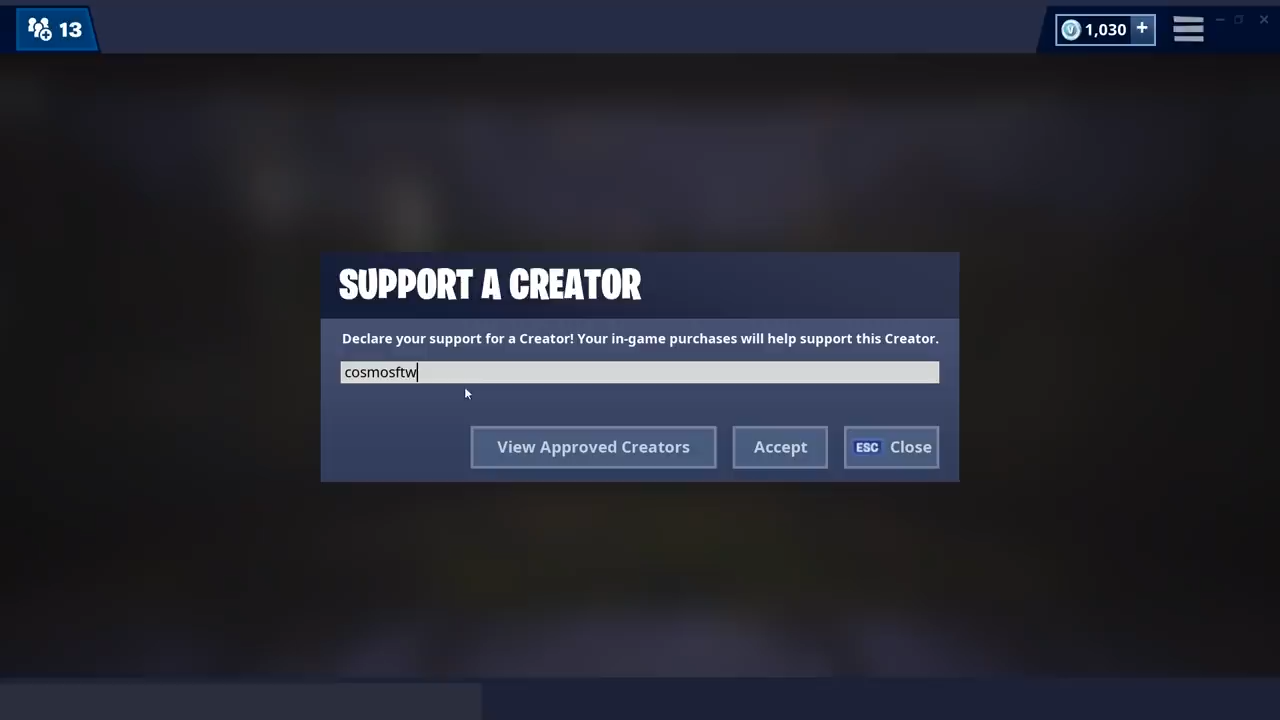 13
1,030 +
SUPPORT A CREATOR
Declare your support for a Creator! Your in-game purchases will help support this Creator.
cosmosftw
View Approved Creators Accept ESC Close